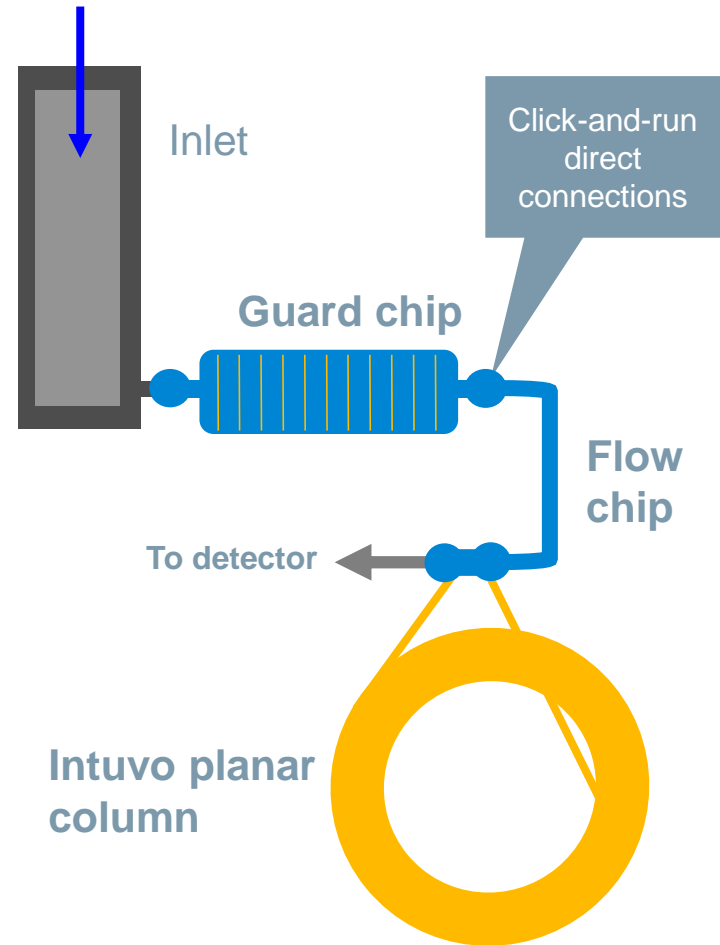 Inlet
Click-and-run
direct
connections
Guard chip
Flow
chip
To detector
Intuvo planar
column